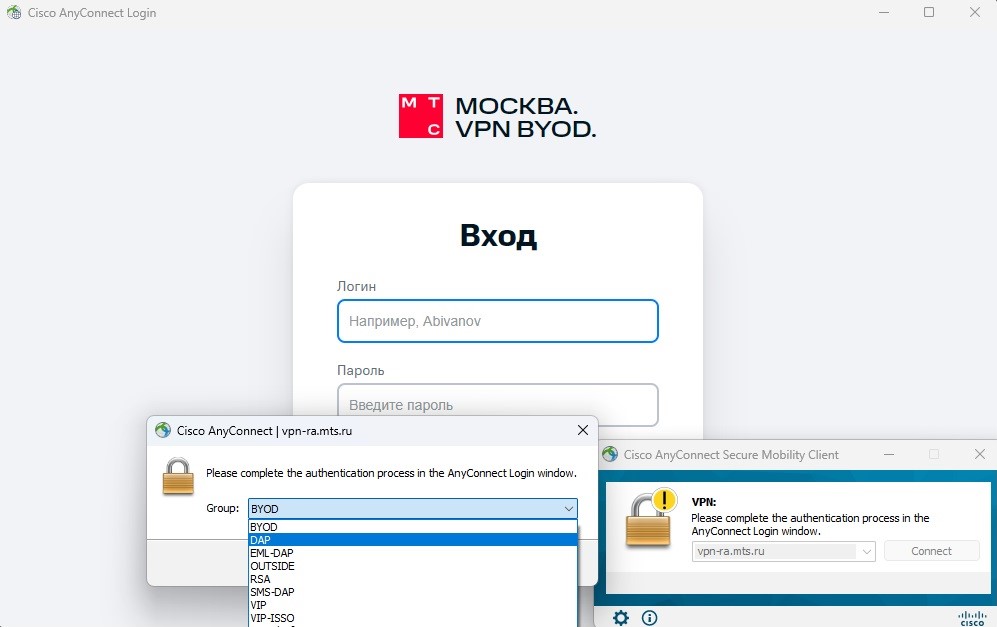 Cisco AnyConnect Login
М Т С
МОСКВА.
VPN BYOD.
Вход
Логин
Например, Abivanov
Пароль
Введите пароль
Cisco AnyConnect | vpn-ra.mts.ru
Please complete the authentication process in the AnyConnect Login window.
Group: BYOD
BYOD
DAP
EML-DAP
OUTSIDE
RSA
SMS-DAP
VIP
VIP-ISSO
Cisco AnyConnect Secure Mobility Client
VPN:
Please complete the authentication process in the
AnyConnect Login window.
vpn-ra.mts.ru
Connect
CISCO